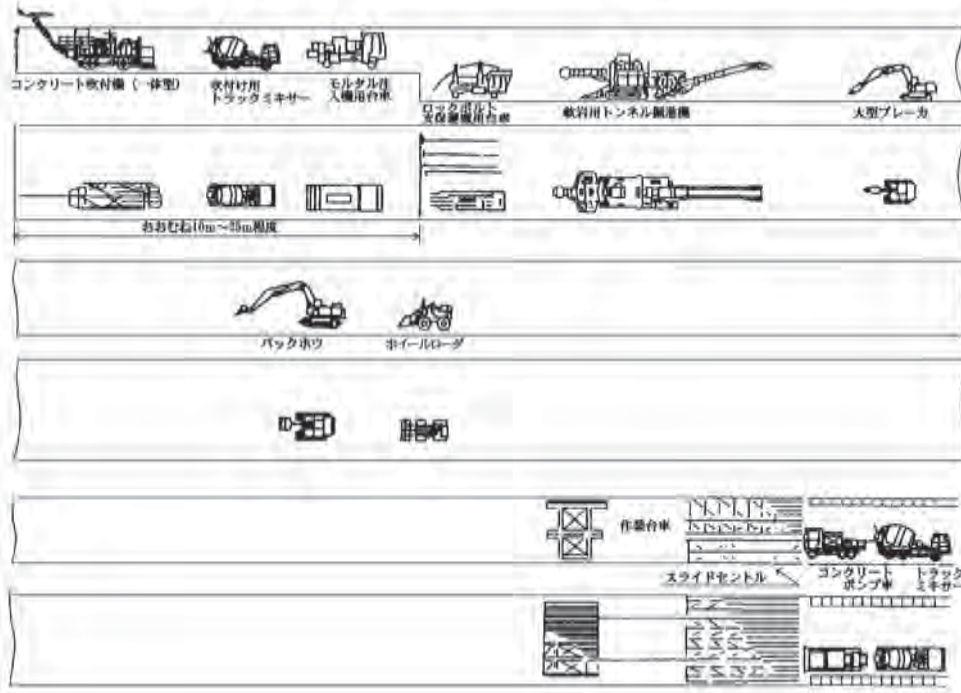 コンクリート吹付機（一体型）
吹付け用
トラックミキサー
モルタル注
入機用台車
ロックボルト
支保運搬用台車
軟岩用トンネル掘進機
大型ブレーカ
おおむね10m～35m程度
バックホウ
ホイールローダ
作業台車
スライドセントル
コンクリート
ポンプ車
トラック
ミキサー